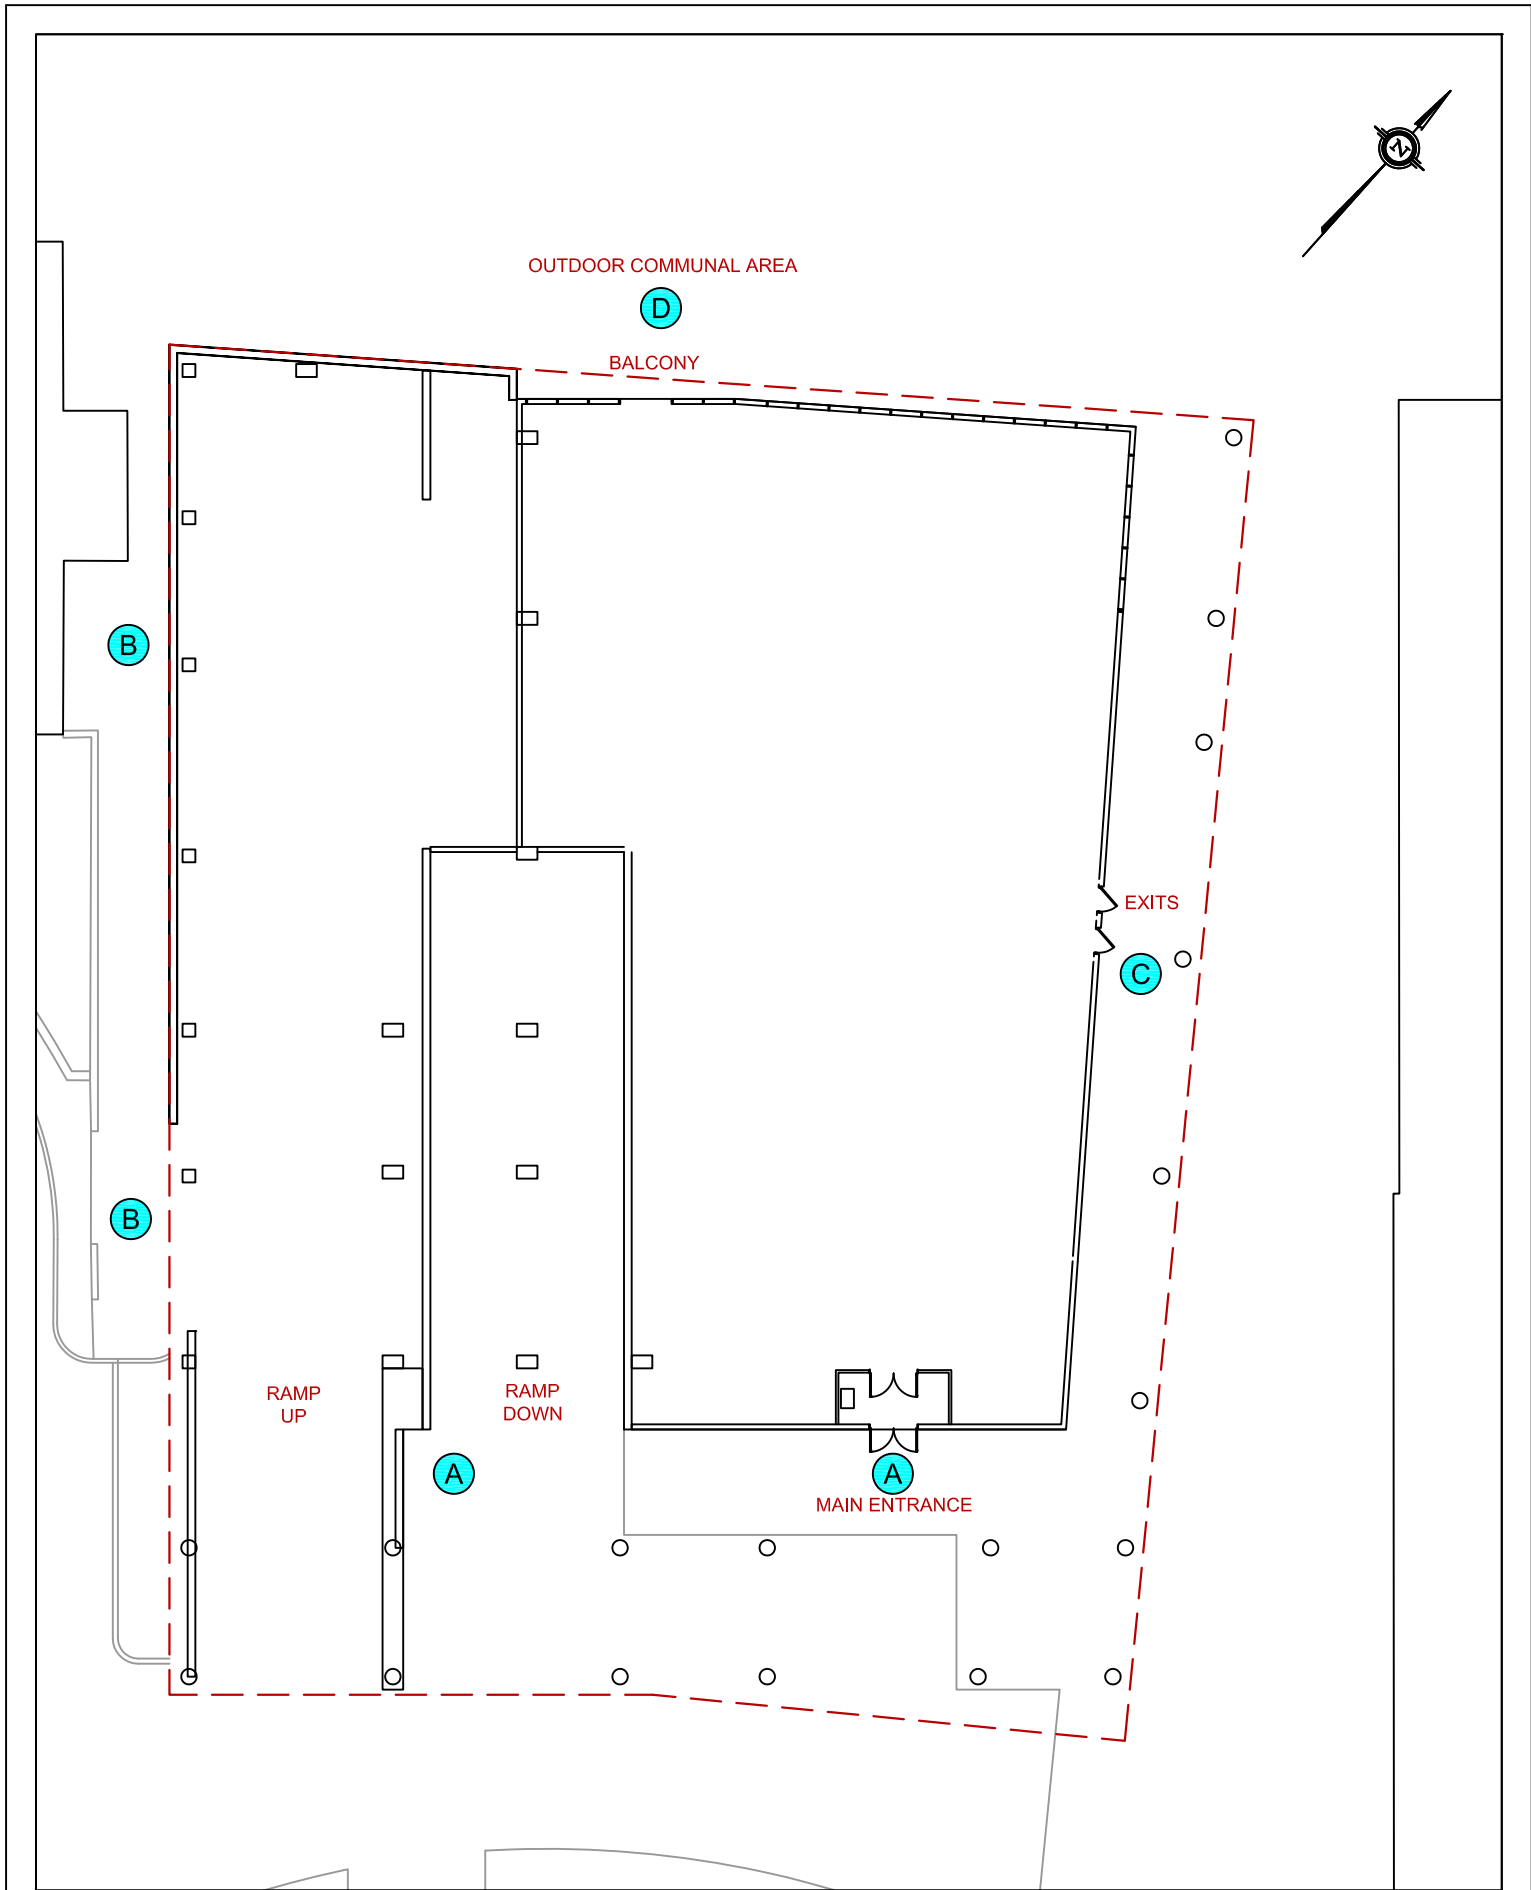 N
OUTDOOR COMMUNAL AREA
D
BALCONY
B
EXITS
C
B
RAMP
UP
RAMP
DOWN
A
A
MAIN ENTRANCE